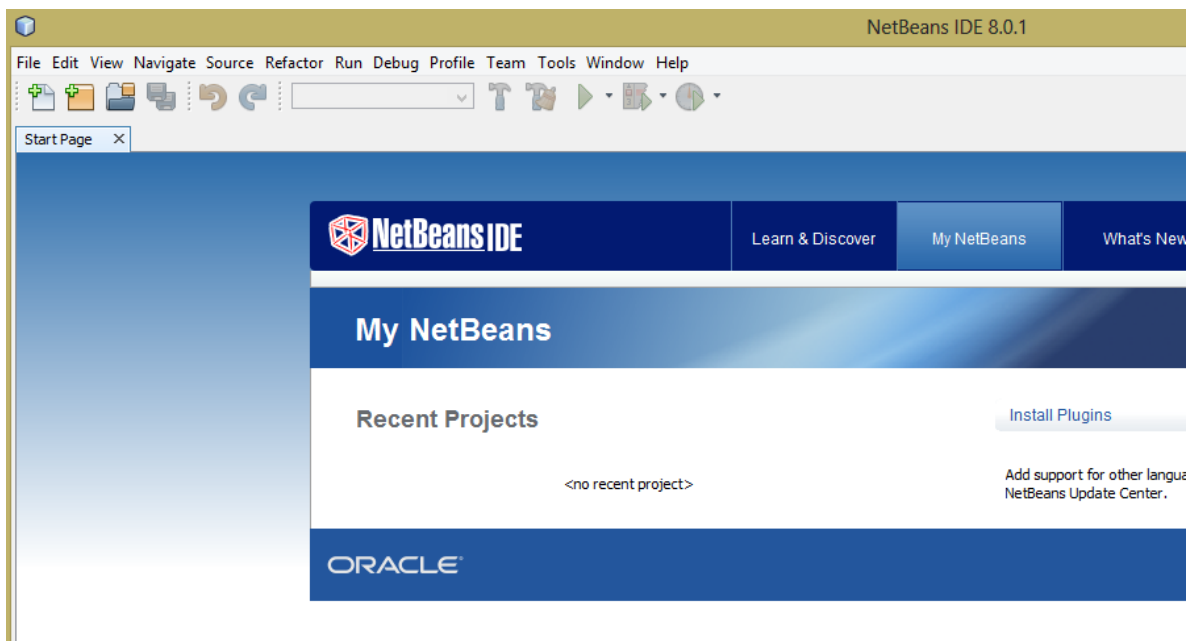 NetBeans IDE 8.0.1
File Edit View Navigate Source Refactor Run Debug Profile Team Tools Window Help
Start Page
NetBeans IDE
Learn & Discover
My NetBeans
What's New
My NetBeans
Recent Projects
<no recent project>
Install Plugins
Add support for other langua
NetBeans Update Center.
ORACLE